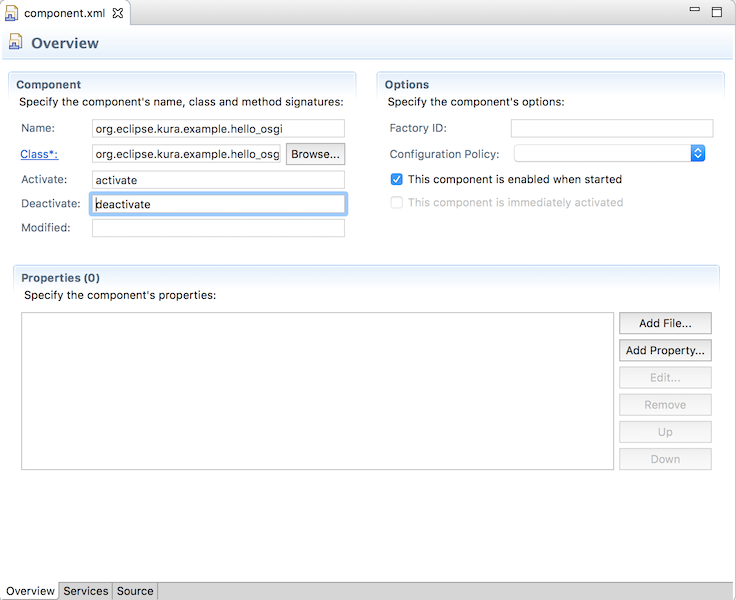 component.xml
Overview
Component
Specify the component's name, class and method signatures:
Name: org.eclipse.kura.example.hello_osgi
Class*: org.eclipse.kura.example.hello_osg Browse...
Activate: activate
Deactivate: deactivate
Modified:
Options
Specify the component's options:
Factory ID:
Configuration Policy:
This component is enabled when started
This component is immediately activated
Properties (0)
Specify the component's properties:
Add File...
Add Property...
Edit...
Remove
Up
Down
Overview Services Source